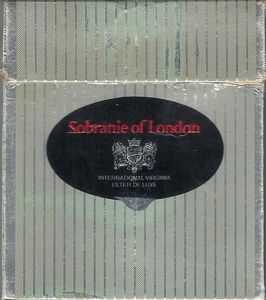 Sobranie of London
INTERNATIONAL VIRGINIA
FILTER DE LUXE